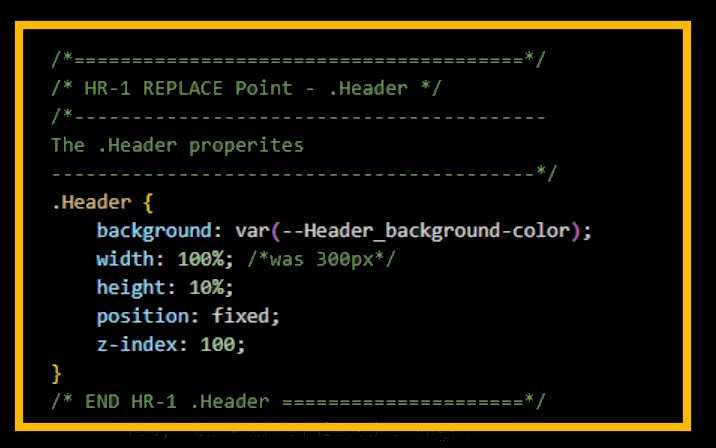 /*=======================================*/
/* HR-1 REPLACE Point - .Header */
/*-----------------------------------------
The .Header properites
------------------------------------------*/
.Header {
    background: var(--Header_background-color);
    width: 100%; /*was 300px*/
    height: 10%;
    position: fixed;
    z-index: 100;
}
/* END HR-1 .Header =====================*/